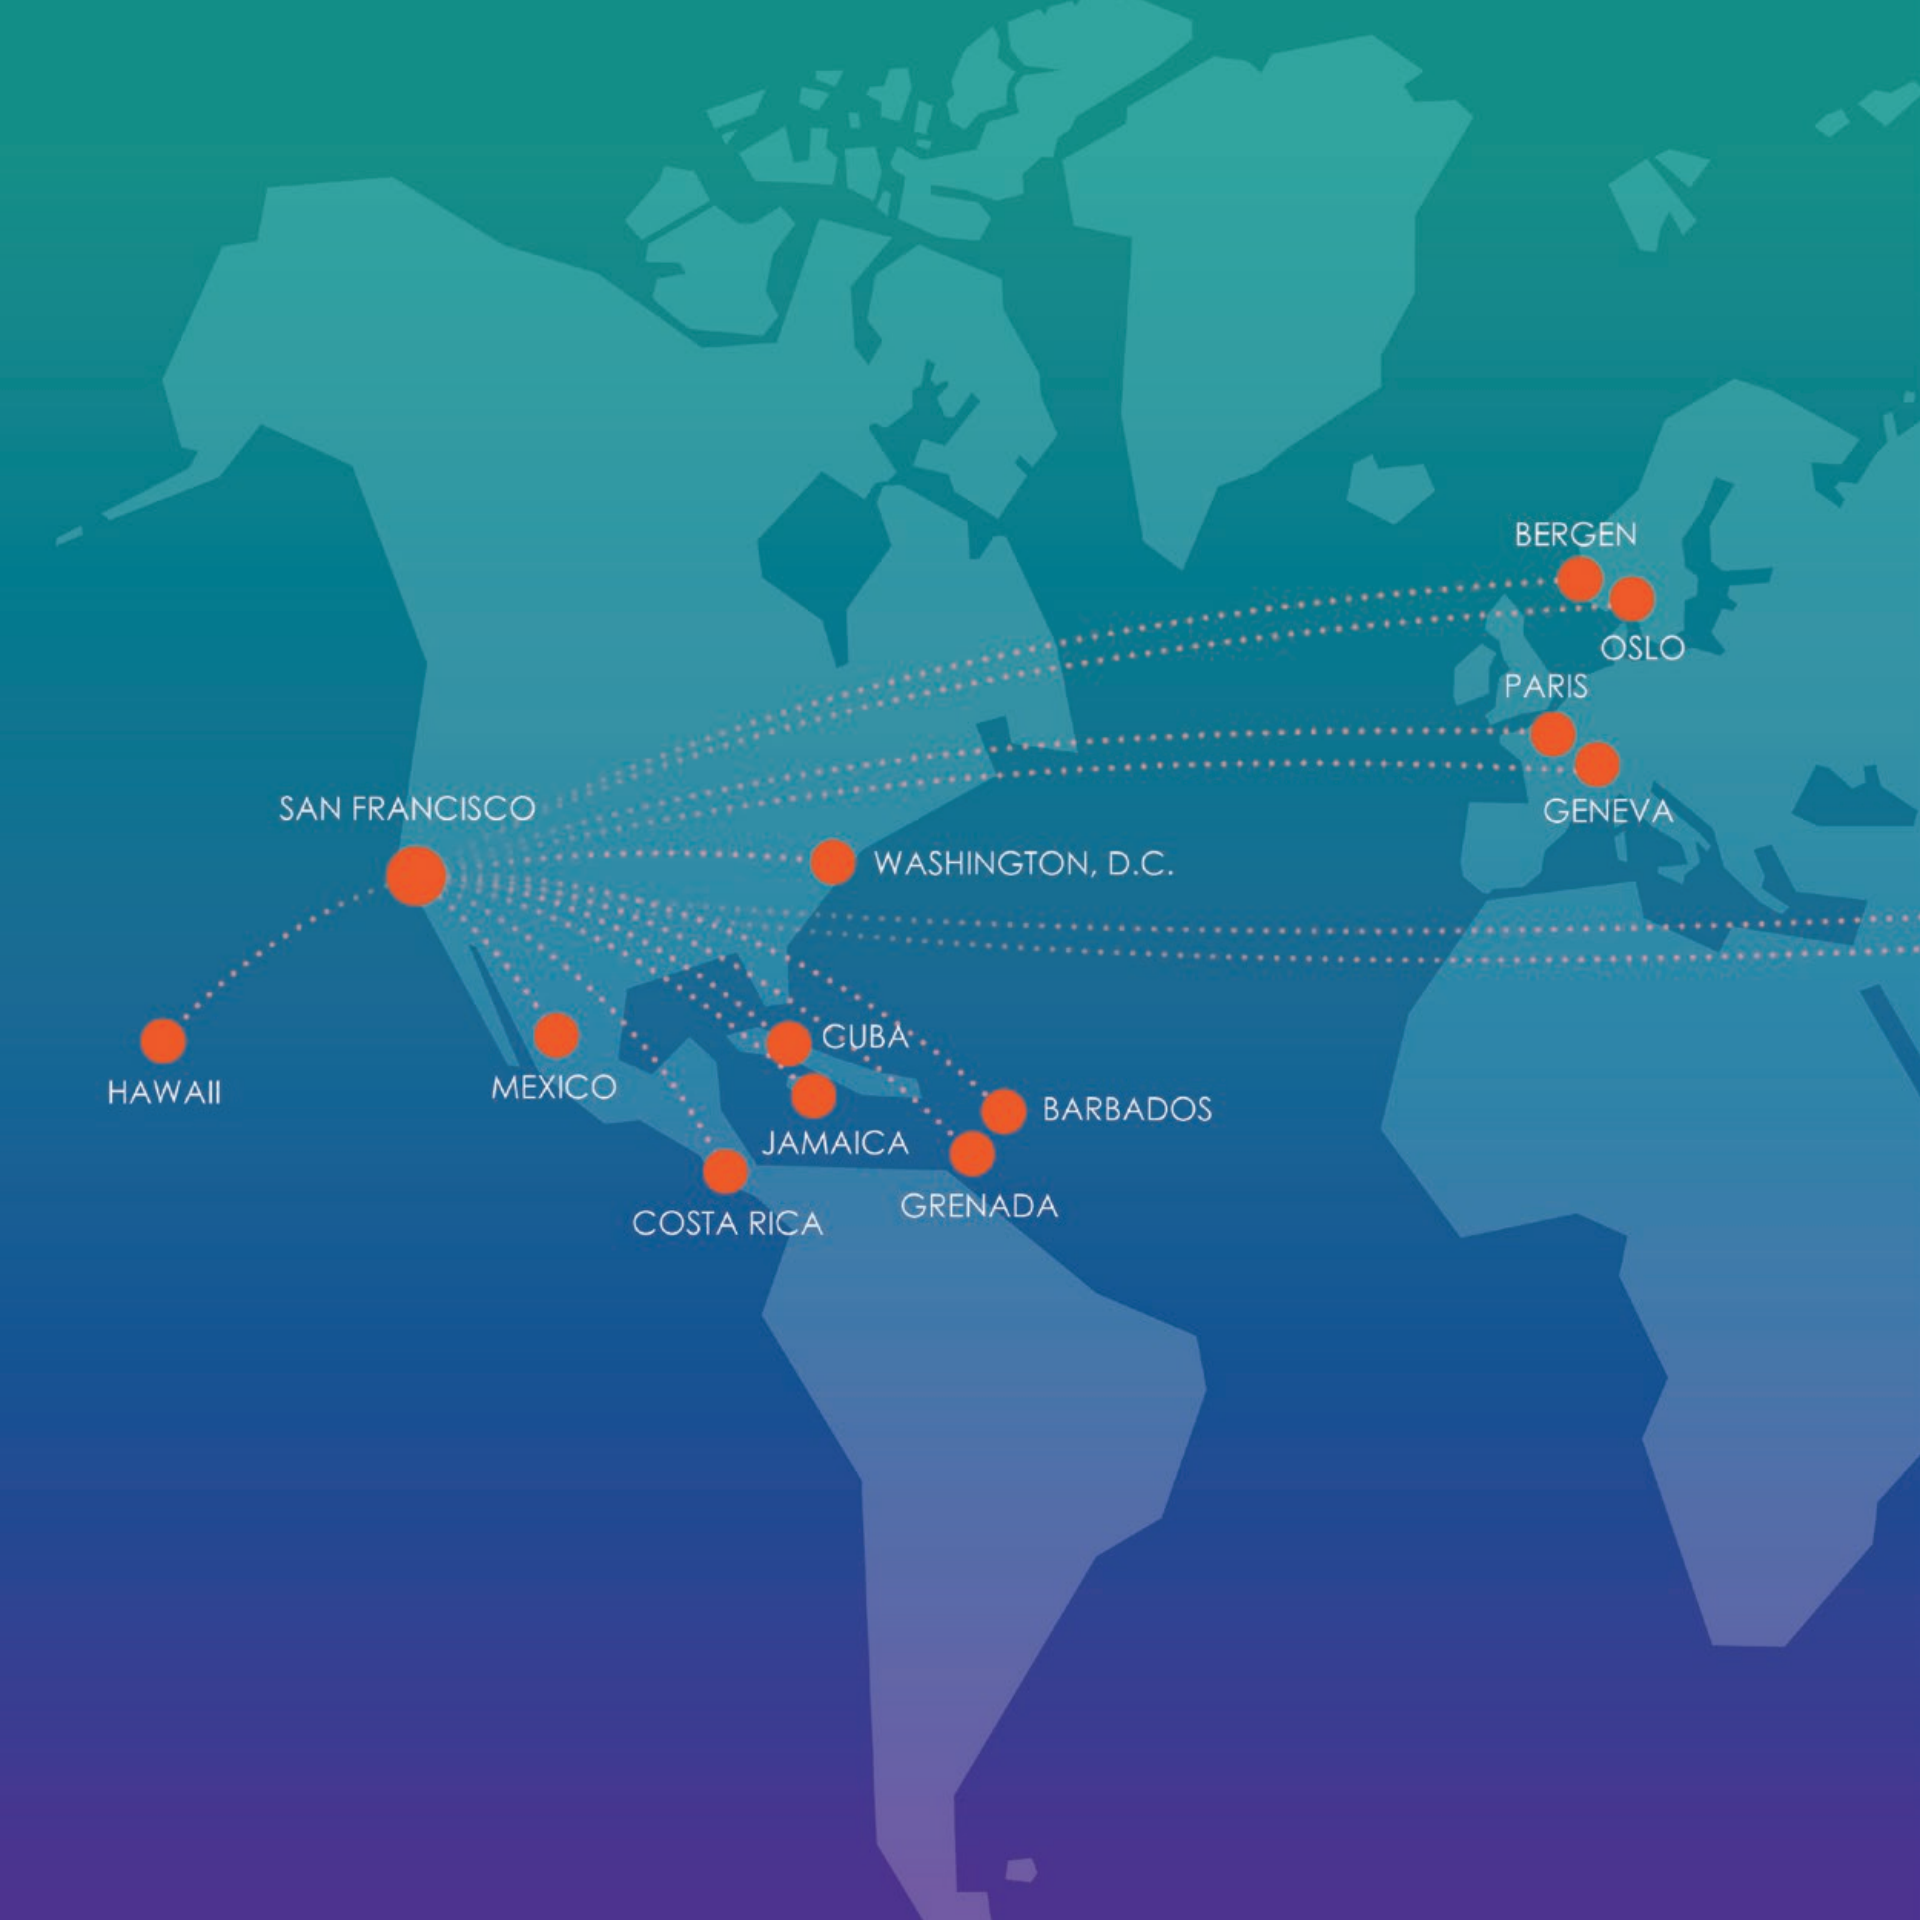 BERGEN
OSLO
PARIS
GENEVA
SAN FRANCISCO
WASHINGTON, D.C.
HAWAII
MEXICO
CUBA
BARBADOS
JAMAICA
GRENADA
COSTA RICA